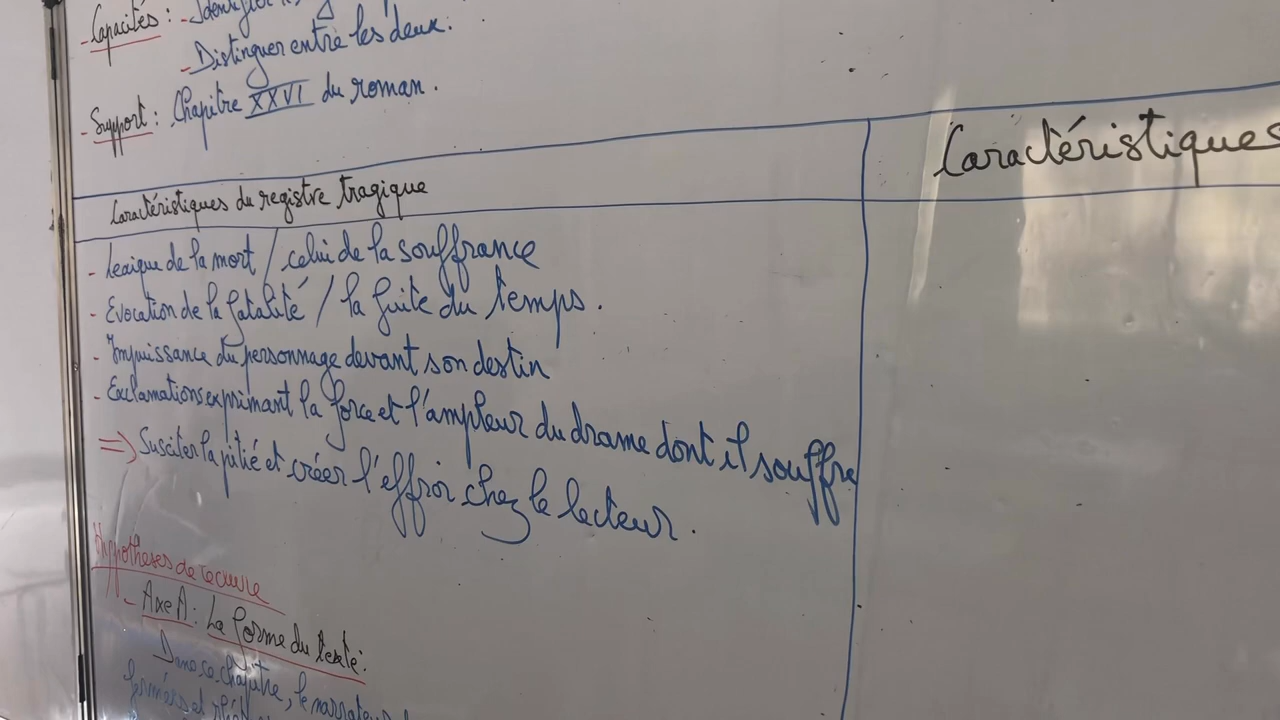 - Capacités : - Identifier les
- Distinguer entre les deux.
- Support : Chapitre XXVI du roman.
Caractéristiques du registre tragique
Caractéristiques
- Lexique de la mort / celui de la souffrance
- Evocation de la fatalité / la fuite du temps.
- Impuissance du personnage devant son destin
- Exclamations exprimant la force et l'ampleur du drame dont il souffre
=> Susciter la pitié et créer l'effroi chez le lecteur.
Hypothèses de lecture
- Axe A : La forme du texte :
Dans ce chapitre, le narrateur
et